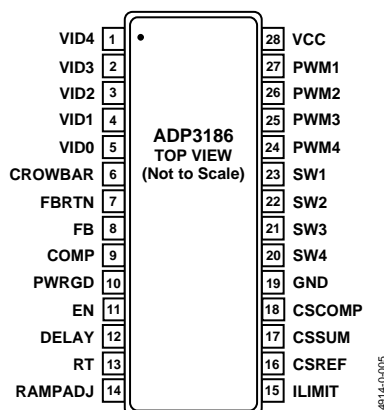 VID4 1 28 VCC
VID3 2 27 PWM1
VID2 3 26 PWM2
VID1 4 25 PWM3
VID0 5 24 PWM4
CROWBAR 6 23 SW1
FBRTN 7 22 SW2
FB 8 21 SW3
COMP 9 20 SW4
PWRGD 10 19 GND
EN 11 18 CSCOMP
DELAY 12 17 CSSUM
RT 13 16 CSREF
RAMPADJ 14 15 ILIMIT
ADP3186
TOP VIEW
(Not to Scale)
4914-0-005